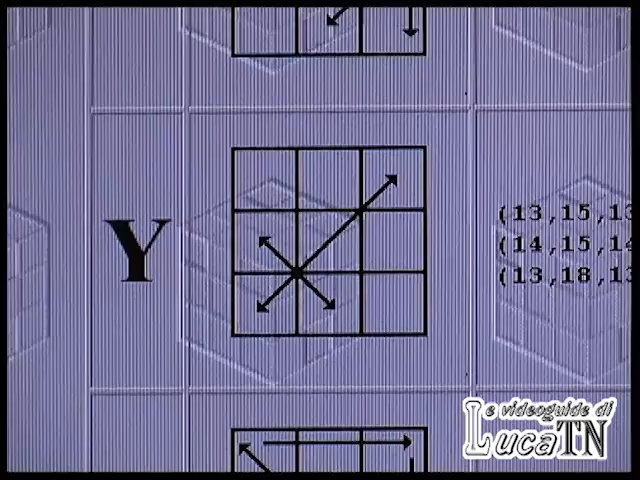 Y
(13,15,13
(14,15,14
(13,18,13
Le videoguide di
LucaTN